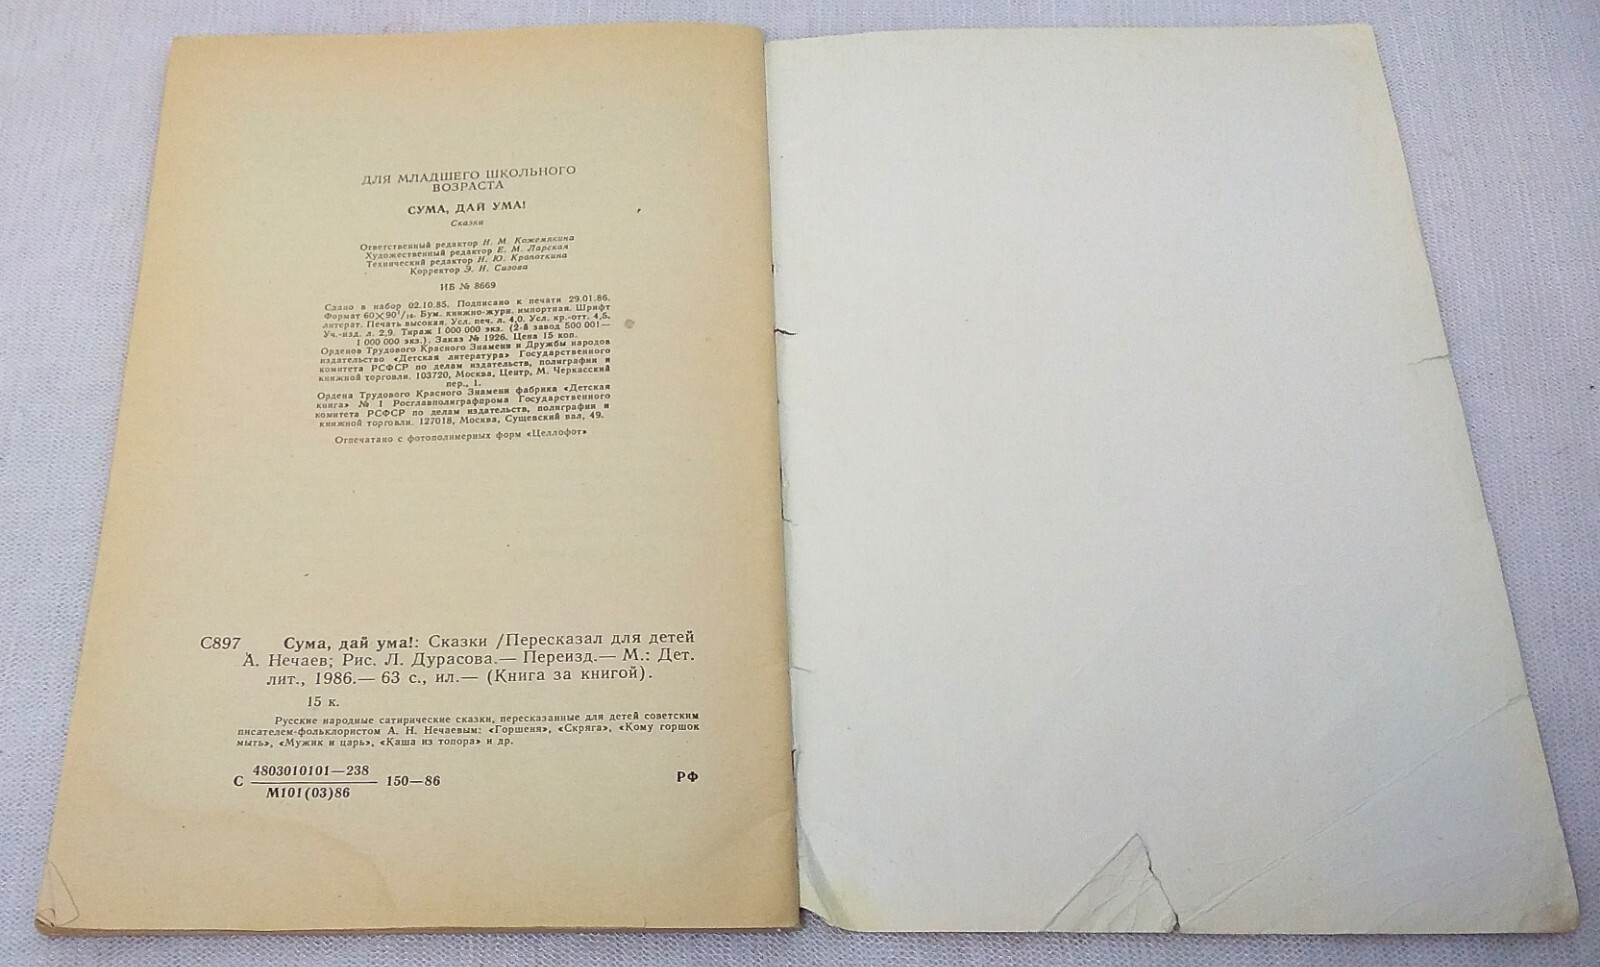 ДЛЯ МЛАДШЕГО ШКОЛЬНОГО
ВОЗРАСТА
СУМА, ДАЙ УМА!
Сказки
Ответственный редактор Н. М. Кожемякина
Художественный редактор Е. М. Ларская
Технический редактор Н. Ю. Крапоткина
Корректор Э. Н. Сизова
ИБ № 8669
Сдано в набор 02.10.85. Подписано к печати 29.01.86.
Формат 60×90¹/₁₆. Бум. книжно-журн. импортная. Шрифт
литерат. Печать высокая. Усл. печ. л. 4,0. Усл. кр.-отт. 4,5.
Уч.-изд. л. 2,9. Тираж 1 000 000 экз. (2-й завод 500 001—
1 000 000 экз.). Заказ № 1926. Цена 15 коп.
Орденов Трудового Красного Знамени и Дружбы народов
издательство «Детская литература» Государственного
комитета РСФСР по делам издательств, полиграфии и
книжной торговли. 103720, Москва, Центр, М. Черкасский
пер., 1.
Ордена Трудового Красного Знамени фабрика «Детская
книга» № 1 Росглавполиграфпрома Государственного
комитета РСФСР по делам издательств, полиграфии и
книжной торговли. 127018, Москва, Сущевский вал, 49.
Отпечатано с фотополимерных форм «Целлофот»
С897 Сума, дай ума!: Сказки /Пересказал для детей
А. Нечаев; Рис. Л. Дурасова.— Переизд.— М.: Дет.
лит., 1986.— 63 с., ил.— (Книга за книгой).
15 к.
Русские народные сатирические сказки, пересказанные для детей советским
писателем-фольклористом А. Н. Нечаевым: «Горшеня», «Скряга», «Кому горшок
мыть», «Мужик и царь», «Каша из топора» и др.
4803010101—238
С 150—86 РФ
М101(03)86